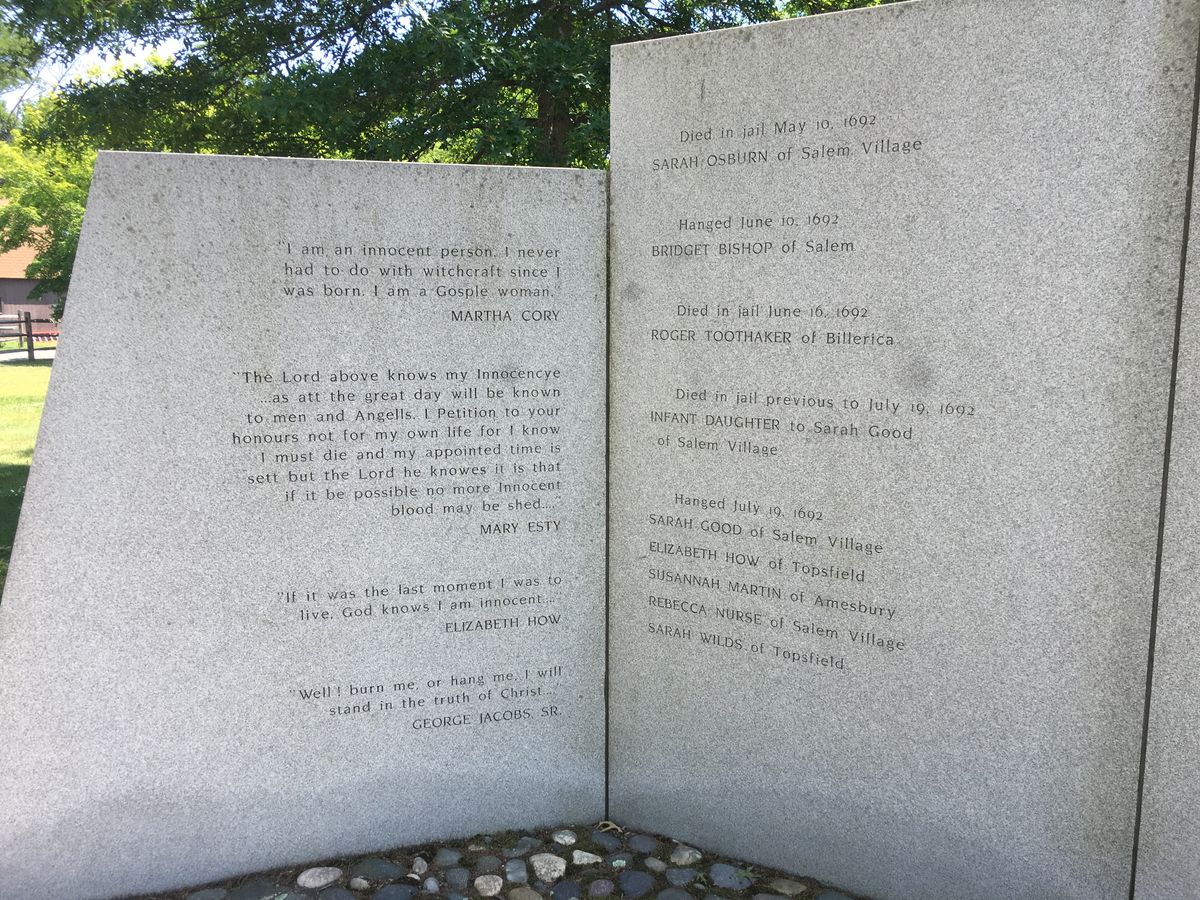 "I am an innocent person. I never
had to do with witchcraft since I
was born. I am a Gosple woman."
MARTHA CORY
"The Lord above knows my Innocencye
...as att the great day will be known
to men and Angells. I Petition to your
honours not for my own life for I know
I must die and my appointed time is
sett but the Lord he knowes it is that
if it be possible no more Innocent
blood may be shed...."
MARY ESTY
"If it was the last moment I was to
live, God knows I am innocent...."
ELIZABETH HOW
"Well! burn me, or hang me, I will
stand in the truth of Christ...."
GEORGE JACOBS, SR.
Died in jail May 10, 1692
SARAH OSBURN of Salem Village
Hanged June 10, 1692
BRIDGET BISHOP of Salem
Died in jail June 16, 1692
ROGER TOOTHAKER of Billerica
Died in jail previous to July 19, 1692
INFANT DAUGHTER to Sarah Good
of Salem Village
Hanged July 19, 1692
SARAH GOOD of Salem Village
ELIZABETH HOW of Topsfield
SUSANNAH MARTIN of Amesbury
REBECCA NURSE of Salem Village
SARAH WILDS of Topsfield